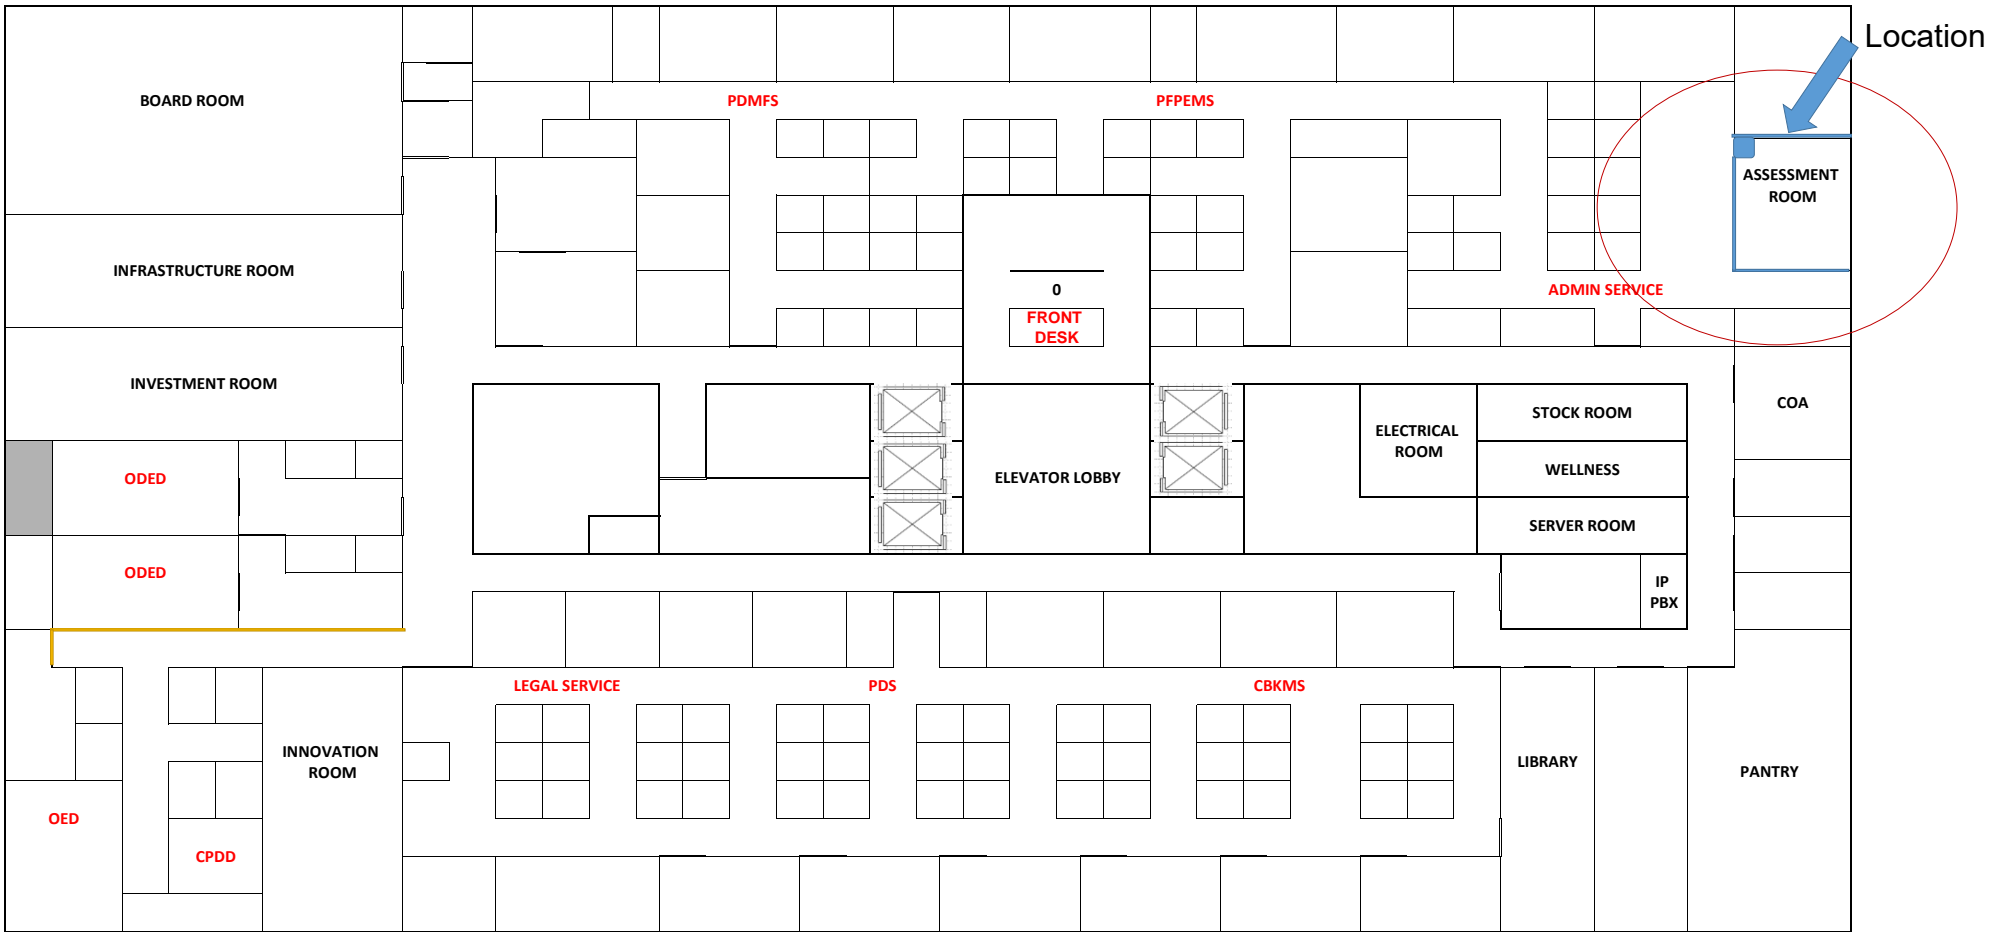 Location
BOARD ROOM
PDMFS
PFPEMS
ASSESSMENT
ROOM
INFRASTRUCTURE ROOM
0
ADMIN SERVICE
FRONT
DESK
INVESTMENT ROOM
COA
STOCK ROOM
ELECTRICAL
ROOM
WELLNESS
ELEVATOR LOBBY
ODED
SERVER ROOM
ODED
IP
PBX
LEGAL SERVICE
PDS
CBKMS
INNOVATION
ROOM
LIBRARY
PANTRY
OED
CPDD